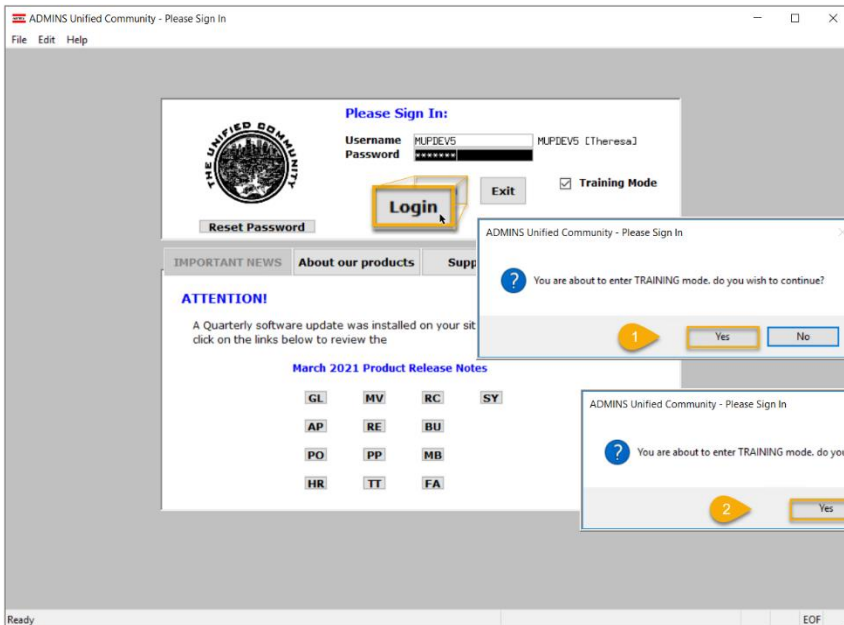 ADMINS Unified Community - Please Sign In
File Edit Help
THE UNIFIED COMMUNITY
Please Sign In:
Username MUPDEV5 MUPDEV5 [Theresa]
Password *******
Login
Exit
Training Mode
Reset Password
ADMINS Unified Community - Please Sign In
You are about to enter TRAINING mode. do you wish to continue?
1
Yes
No
IMPORTANT NEWS About our products Supp
ATTENTION!
A Quarterly software update was installed on your sit
click on the links below to review the
March 2021 Product Release Notes
GL MV RC SY
AP RE BU
PO PP MB
HR TT FA
ADMINS Unified Community - Please Sign In
You are about to enter TRAINING mode. do you
2
Yes
Ready EOF